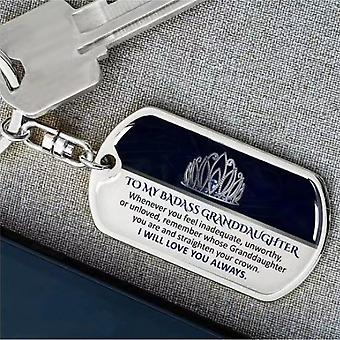 TO MY BADASS GRANDDAUGHTER
Whenever you feel inadequate, unworthy,
or unloved, remember whose Granddaughter
you are and straighten your crown.
I WILL LOVE YOU ALWAYS.